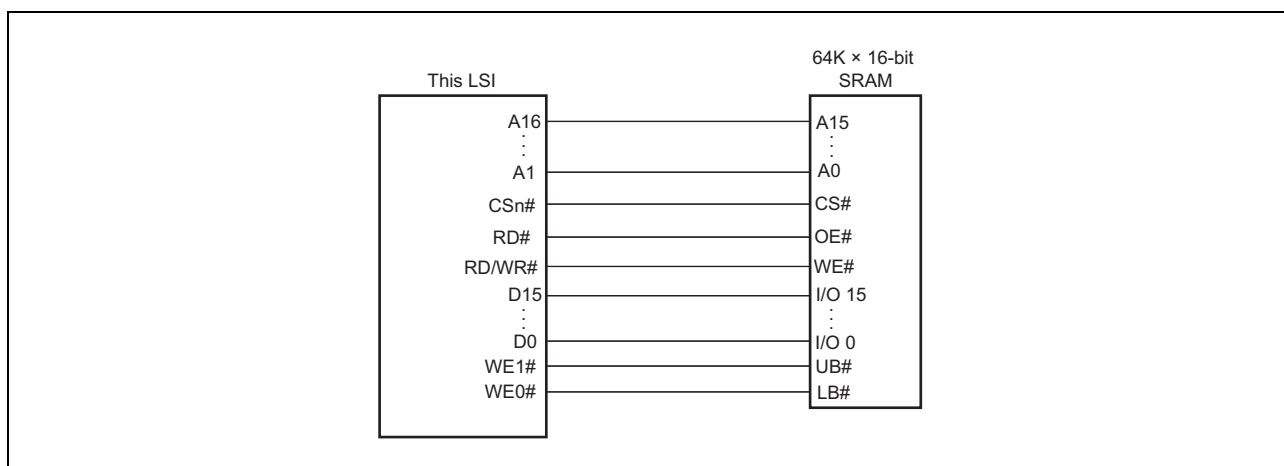 64K × 16-bit
SRAM
This LSI
A16 A15
A1 A0
CSn# CS#
RD# OE#
RD/WR# WE#
D15 I/O 15
D0 I/O 0
WE1# UB#
WE0# LB#